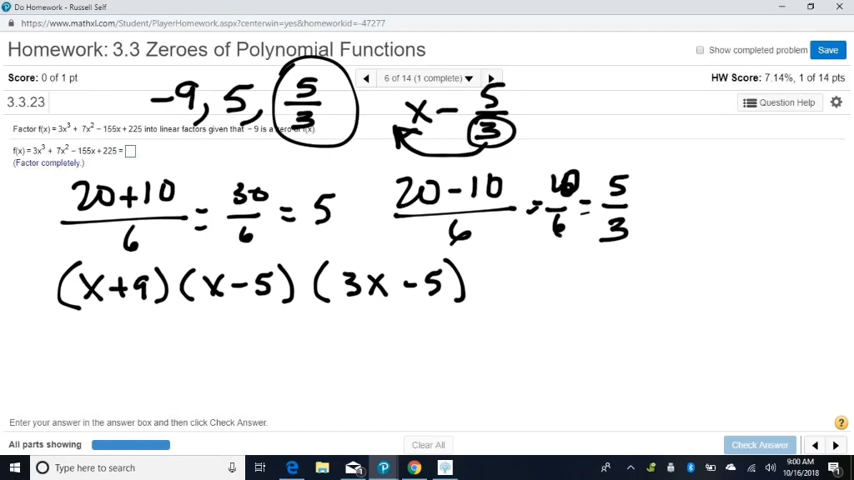 Do Homework - Russell Self
https://www.mathxl.com/Student/PlayerHomework.aspx?centerwin=yes&homeworkid=-47277
Homework: 3.3 Zeroes of Polynomial Functions
Show completed problem
Save
Score: 0 of 1 pt
6 of 14 (1 complete)
HW Score: 7.14%, 1 of 14 pts
3.3.23
Question Help
-9, 5, 5/3
x - 5/3
Factor f(x) = 3x³ + 7x² − 155x + 225 into linear factors given that − 9 is a zero of f(x).
f(x) = 3x³ + 7x² − 155x + 225 =
(Factor completely.)
(20+10)/6 = 30/6 = 5
(20-10)/6 = 10/6 = 5/3
(x+9)(x-5)(3x-5)
Enter your answer in the answer box and then click Check Answer.
?
All parts showing
Clear All
Check Answer
Type here to search
9:00 AM
10/16/2018